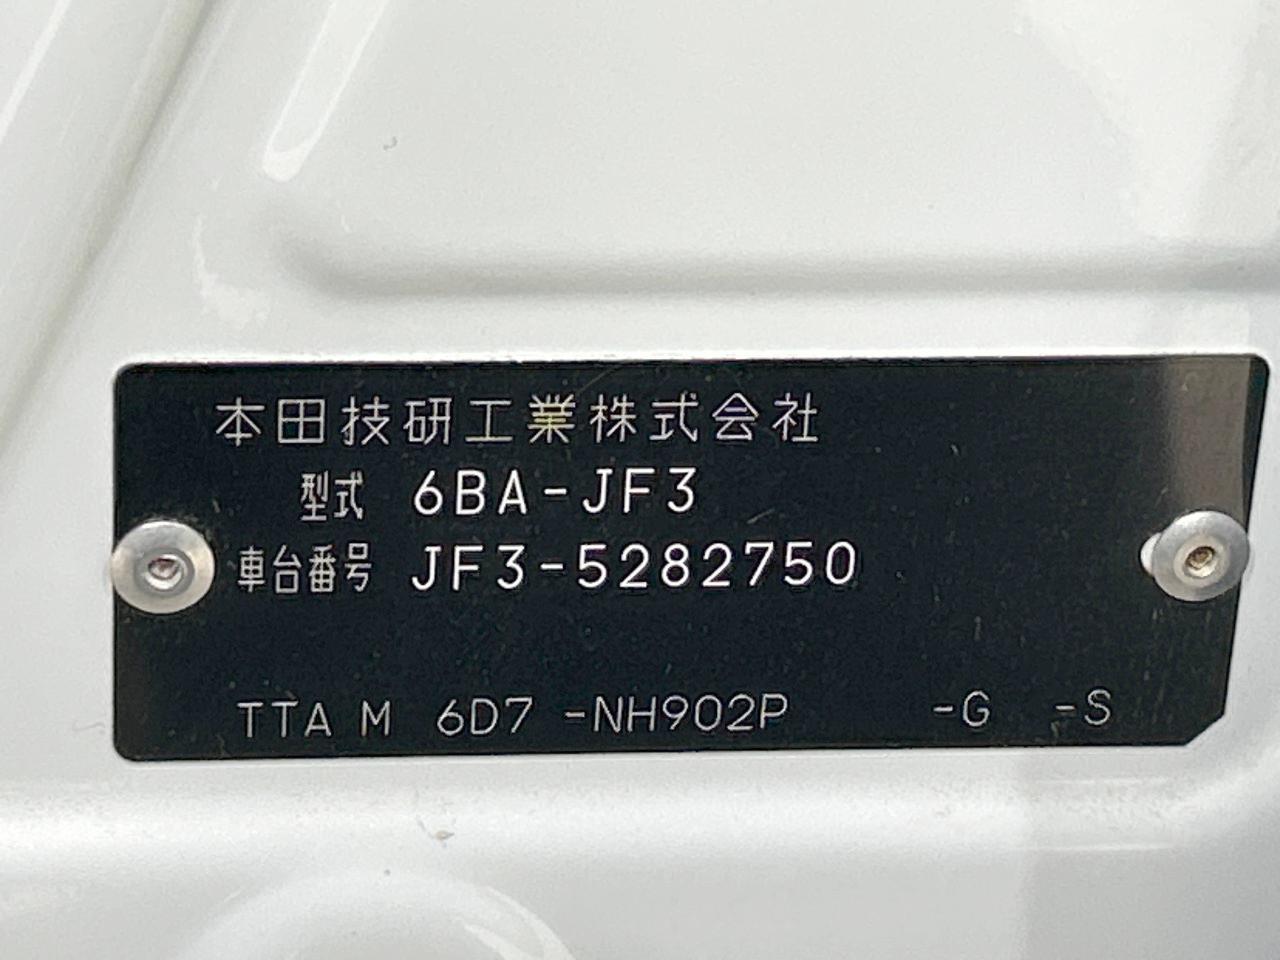 本田技研工業株式会社
型式 6BA-JF3
車台番号 JF3-5282750
TTA M 6D7 -NH902P -G -S